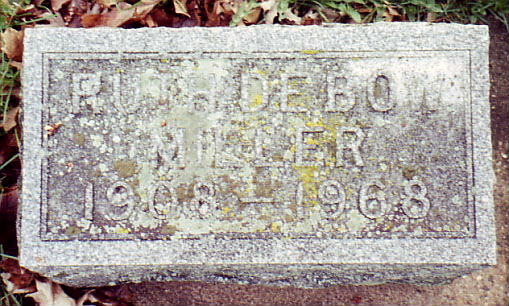 RUTH DEBOW
MILLER
1908 — 1968